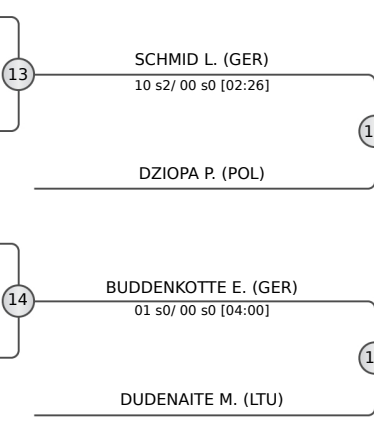 SCHMID L. (GER)
13
10 s2/ 00 s0 [02:26]
DZIOPA P. (POL)
BUDDENKOTTE E. (GER)
14
01 s0/ 00 s0 [04:00]
DUDENAITE M. (LTU)